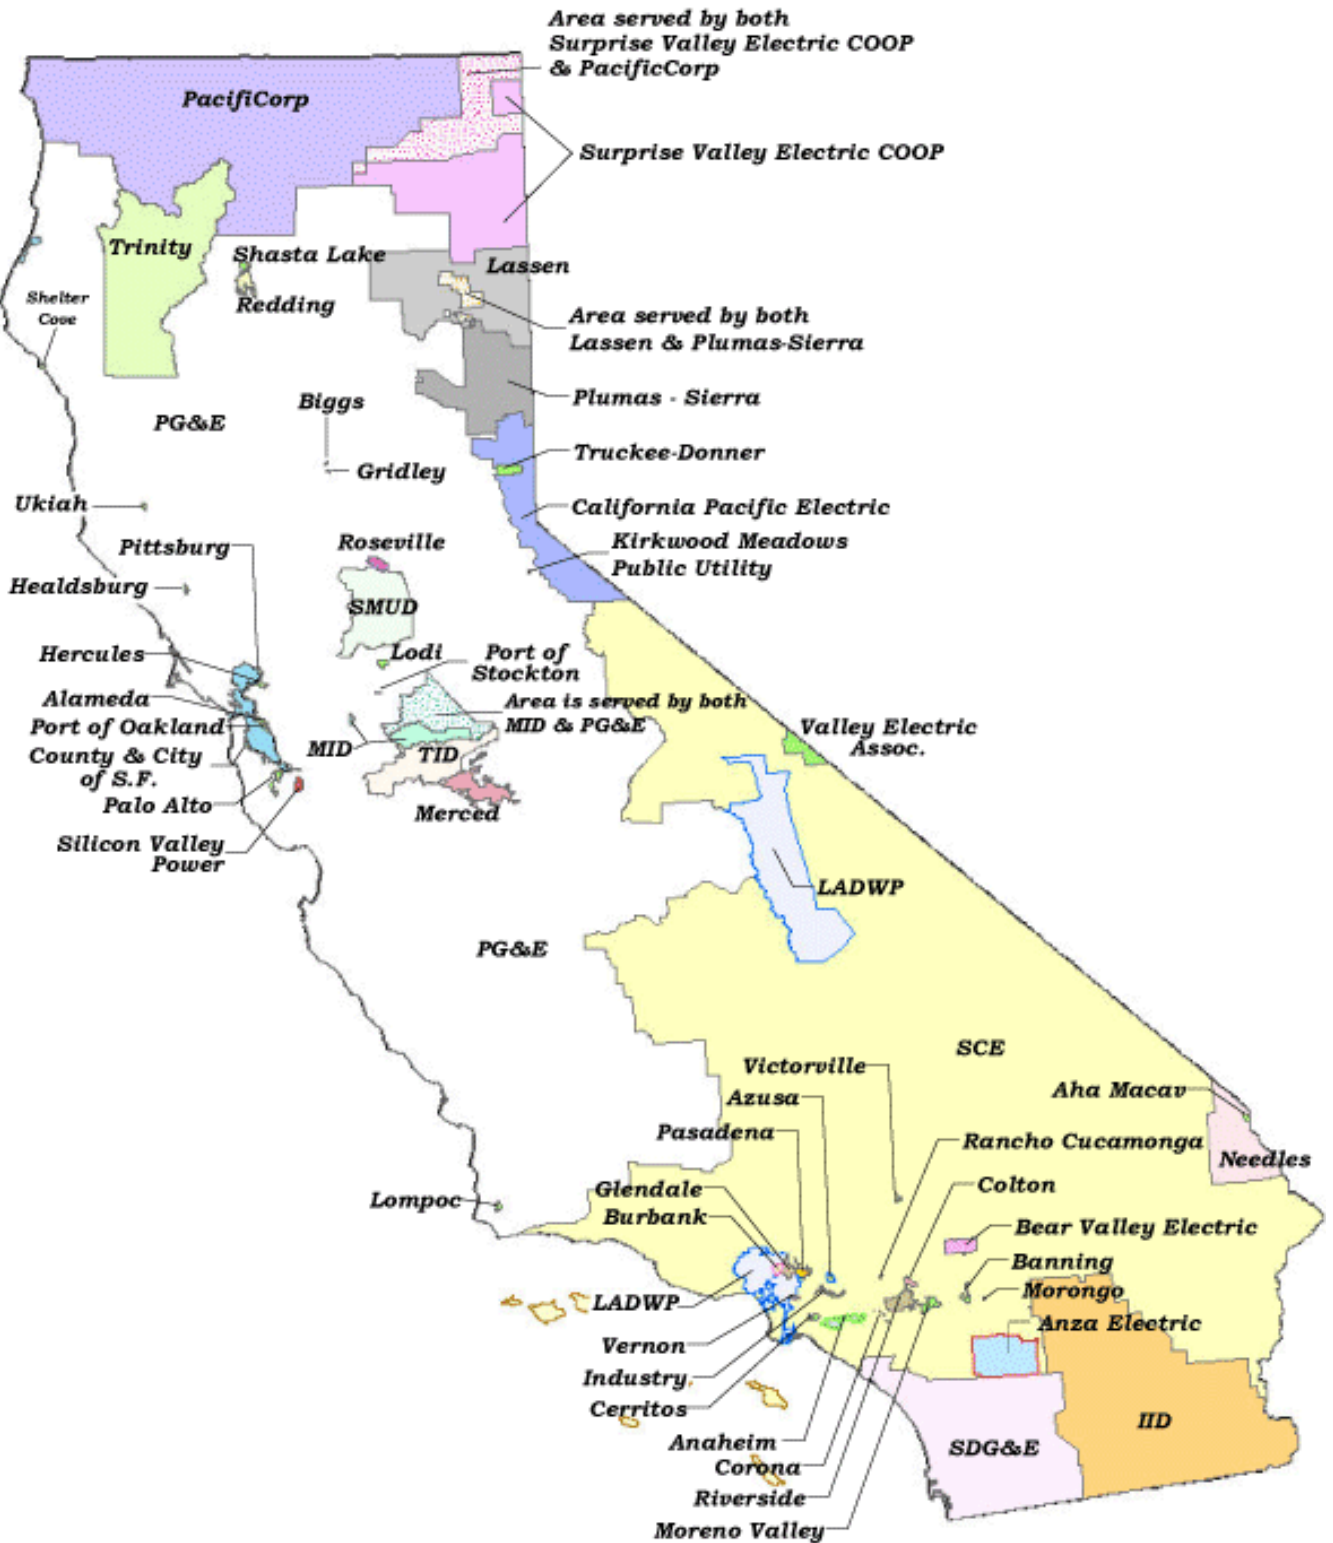 Area served by both
Surprise Valley Electric COOP
& PacificCorp
PacifiCorp
Surprise Valley Electric COOP
Trinity
Shasta Lake
Lassen
Shelter
Cove
Redding
Area served by both
Lassen & Plumas-Sierra
Biggs
Plumas - Sierra
PG&E
Truckee-Donner
Gridley
Ukiah
California Pacific Electric
Pittsburg
Roseville
Kirkwood Meadows
Public Utility
Healdsburg
SMUD
Hercules
Lodi
Port of
Stockton
Alameda
Area is served by both
MID & PG&E
Port of Oakland
County & City
of S.F.
MID
TID
Valley Electric
Assoc.
Palo Alto
Merced
Silicon Valley
Power
LADWP
PG&E
SCE
Victorville
Aha Macav
Azusa
Pasadena
Rancho Cucamonga
Needles
Lompoc
Glendale
Colton
Burbank
Bear Valley Electric
Banning
LADWP
Morongo
Anza Electric
Vernon
Industry
Cerritos
IID
Anaheim
SDG&E
Corona
Riverside
Moreno Valley